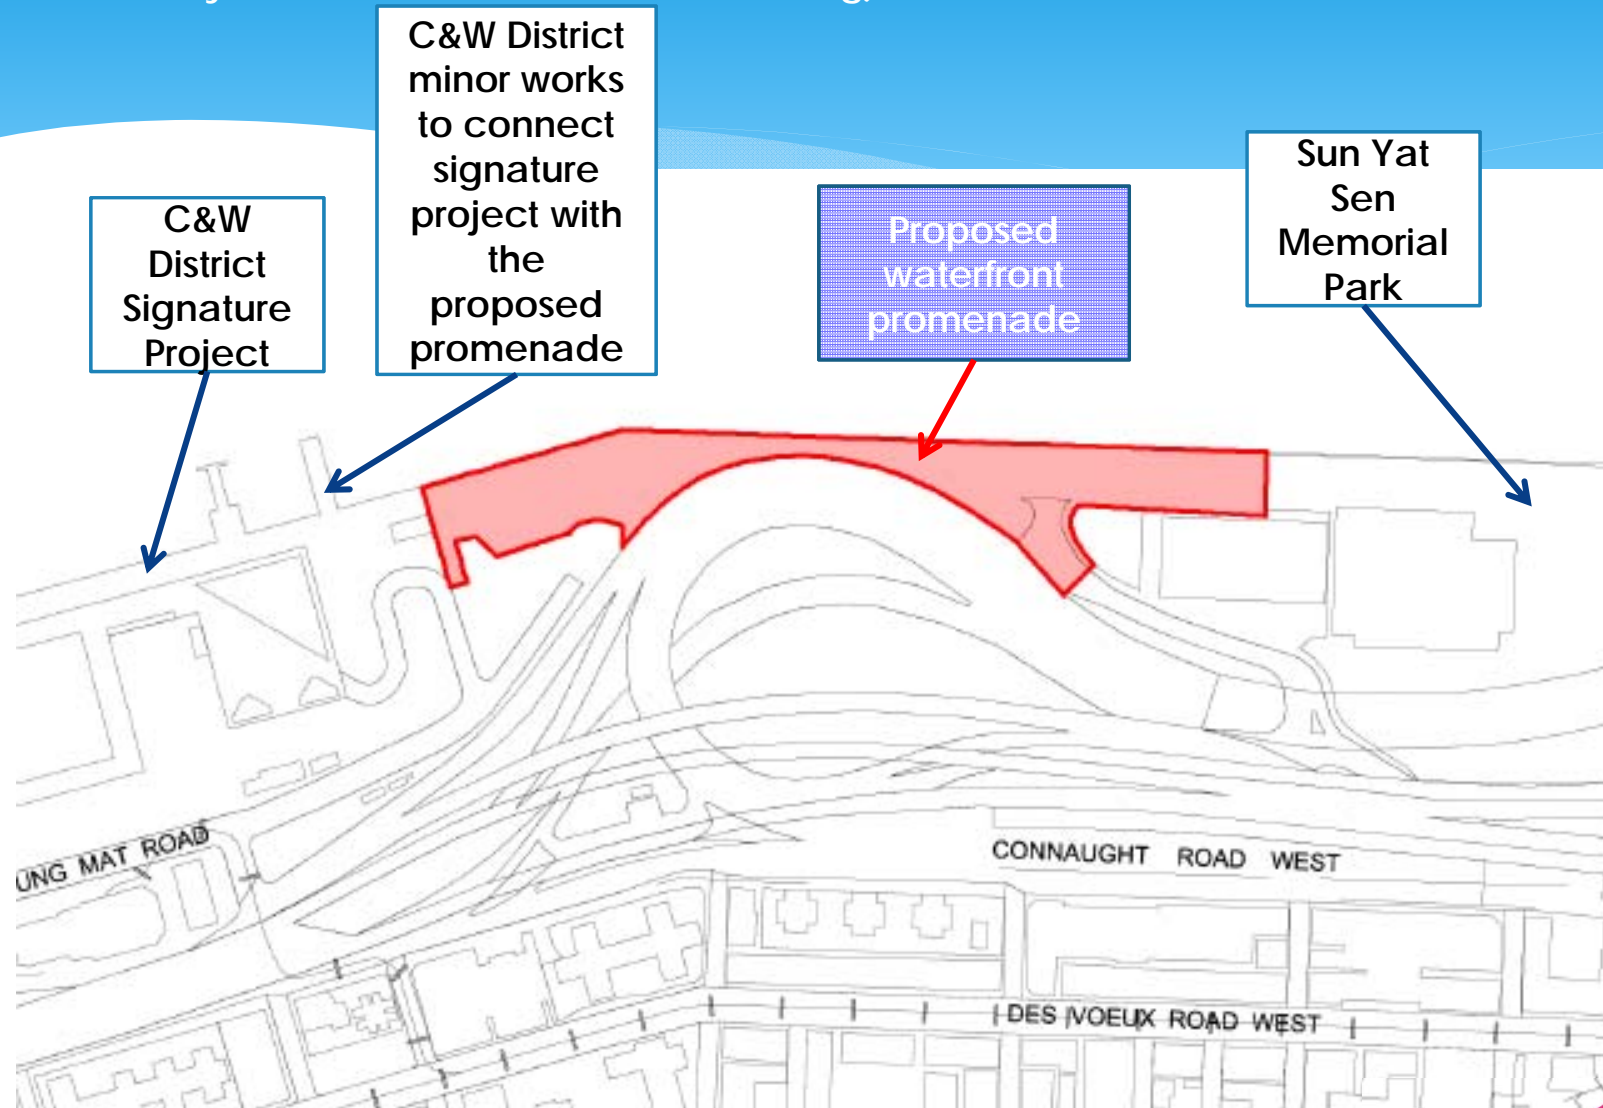 C&W District
minor works
to connect
signature
project with
the
proposed
promenade
C&W
District
Signature
Project
Proposed
waterfront
promenade
Sun Yat
Sen
Memorial
Park
UNG MAT ROAD
CONNAUGHT ROAD WEST
DES VOEUX ROAD WEST